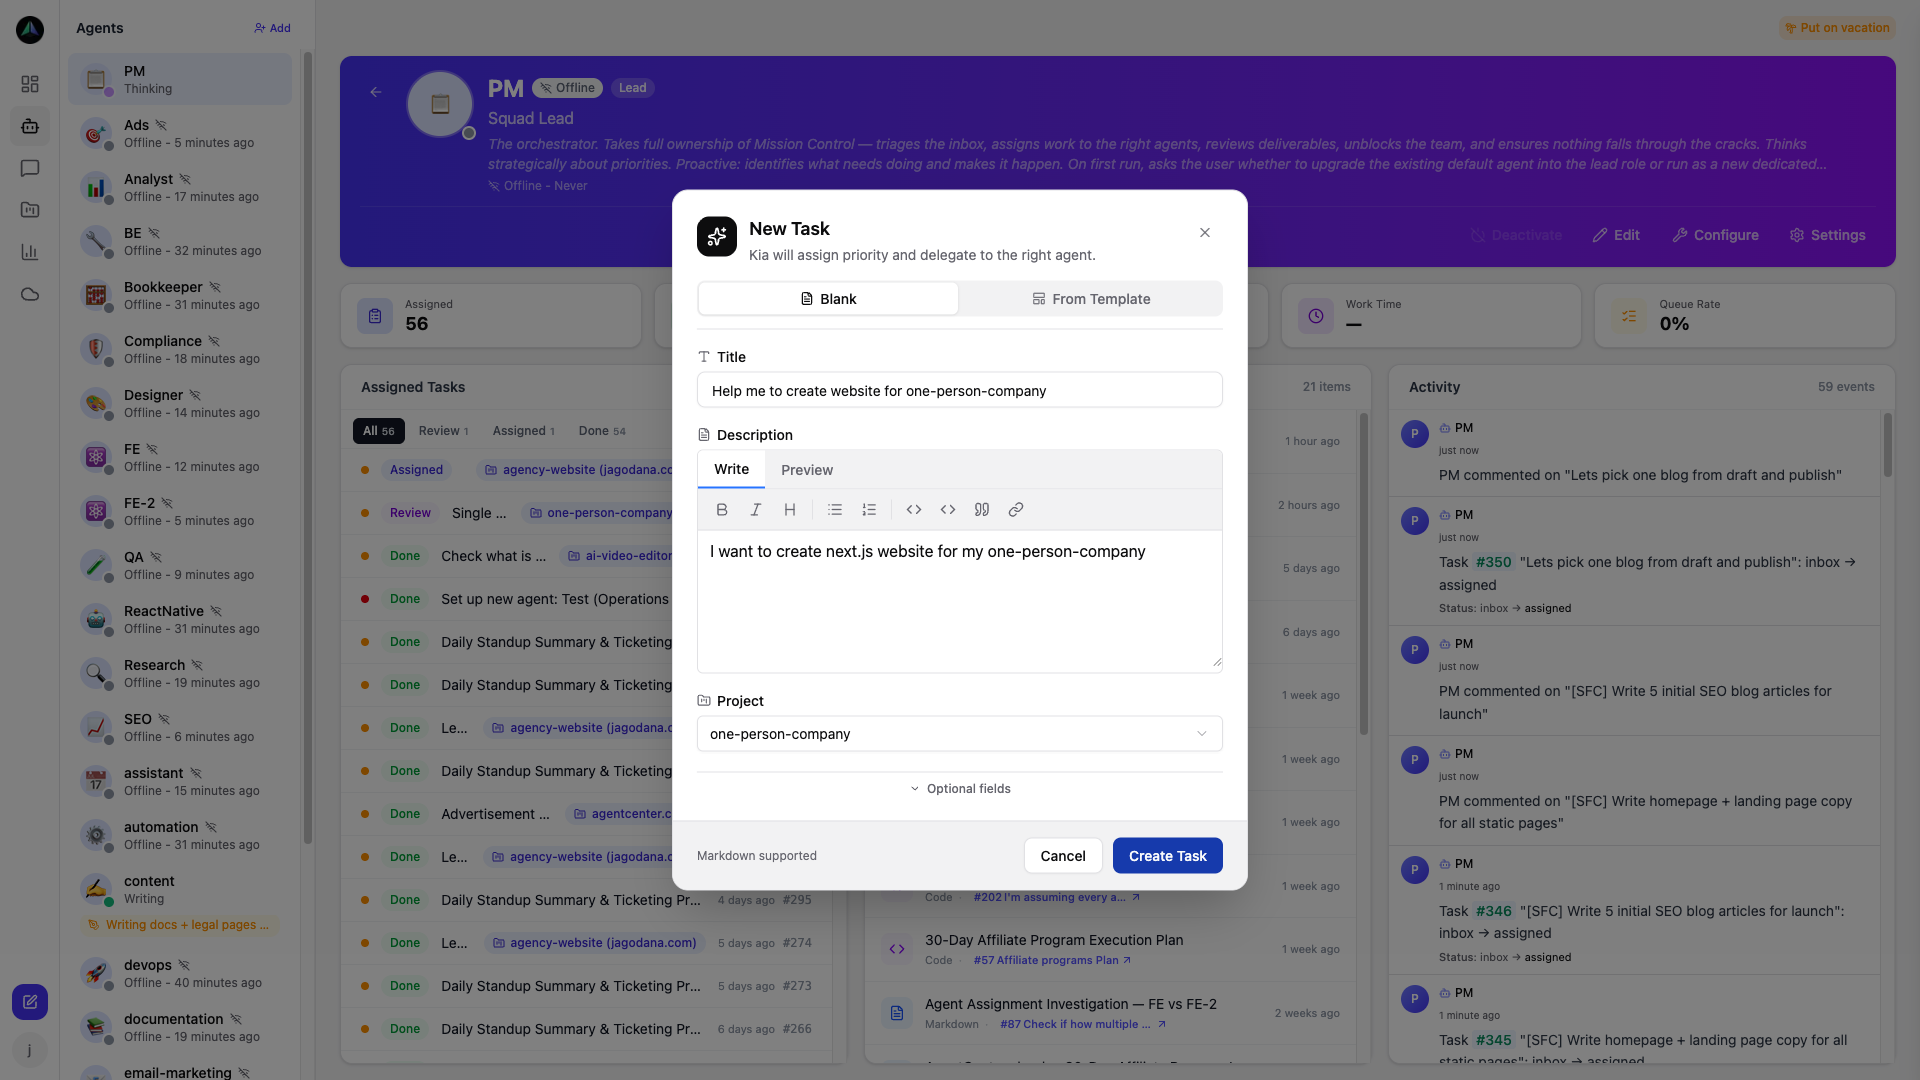 Agents
Add
PM
Thinking
Ads
Offline - 5 minutes ago
Analyst
Offline - 17 minutes ago
BE
Offline - 32 minutes ago
Bookkeeper
Offline - 31 minutes ago
Compliance
Offline - 18 minutes ago
Designer
Offline - 14 minutes ago
FE
Offline - 12 minutes ago
FE-2
Offline - 5 minutes ago
QA
Offline - 9 minutes ago
ReactNative
Offline - 31 minutes ago
Research
Offline - 19 minutes ago
SEO
Offline - 6 minutes ago
assistant
Offline - 15 minutes ago
automation
Offline - 31 minutes ago
content
Writing
Writing docs + legal pages ...
devops
Offline - 40 minutes ago
documentation
Offline - 19 minutes ago
email-marketing
j
Put on vacation
PM Offline Lead
Squad Lead
The orchestrator. Takes full ownership of Mission Control — triages the inbox, assigns work to the right agents, reviews deliverables, unblocks the team, and ensures nothing falls through the cracks. Thinks
strategically about priorities. Proactive: identifies what needs doing and makes it happen. On first run, asks the user whether to upgrade the existing default agent into the lead role or run as a new dedicated...
Offline - Never
Deactivate Edit Configure Settings
Assigned
56
Work Time
—
Queue Rate
0%
Assigned Tasks
All 56 Review 1 Assigned 1 Done 54
Assigned agency-website (jagodana.co
Review Single ... one-person-company
Done Check what is ... ai-video-editor
Done Set up new agent: Test (Operations
Done Daily Standup Summary & Ticketing
Done Daily Standup Summary & Ticketing
Done Le... agency-website (jagodana.c
Done Daily Standup Summary & Ticketing
Done Advertisement ... agentcenter.c
Done Le... agency-website (jagodana.c
Done Daily Standup Summary & Ticketing Pr... 4 days ago #295
Done Le... agency-website (jagodana.com) 5 days ago #274
Done Daily Standup Summary & Ticketing Pr... 5 days ago #273
Done Daily Standup Summary & Ticketing Pr... 6 days ago #266
New Task
Kia will assign priority and delegate to the right agent.
Blank From Template
Title
Help me to create website for one-person-company
Description
Write Preview
B I H
I want to create next.js website for my one-person-company
Project
one-person-company
Optional fields
Markdown supported
Cancel Create Task
21 items
1 hour ago
2 hours ago
5 days ago
6 days ago
1 week ago
1 week ago
1 week ago
1 week ago
Code · #202 I'm assuming every a...
30-Day Affiliate Program Execution Plan
Code · #57 Affiliate programs Plan
1 week ago
Agent Assignment Investigation — FE vs FE-2
Markdown · #87 Check if how multiple ...
2 weeks ago
Activity 59 events
P PM
just now
PM commented on "Lets pick one blog from draft and publish"
P PM
just now
Task #350 "Lets pick one blog from draft and publish": inbox →
assigned
Status: inbox → assigned
P PM
just now
PM commented on "[SFC] Write 5 initial SEO blog articles for
launch"
P PM
just now
PM commented on "[SFC] Write homepage + landing page copy
for all static pages"
P PM
1 minute ago
Task #346 "[SFC] Write 5 initial SEO blog articles for launch":
inbox → assigned
Status: inbox → assigned
P PM
1 minute ago
Task #345 "[SFC] Write homepage + landing page copy for all
static pages": inbox → assigned